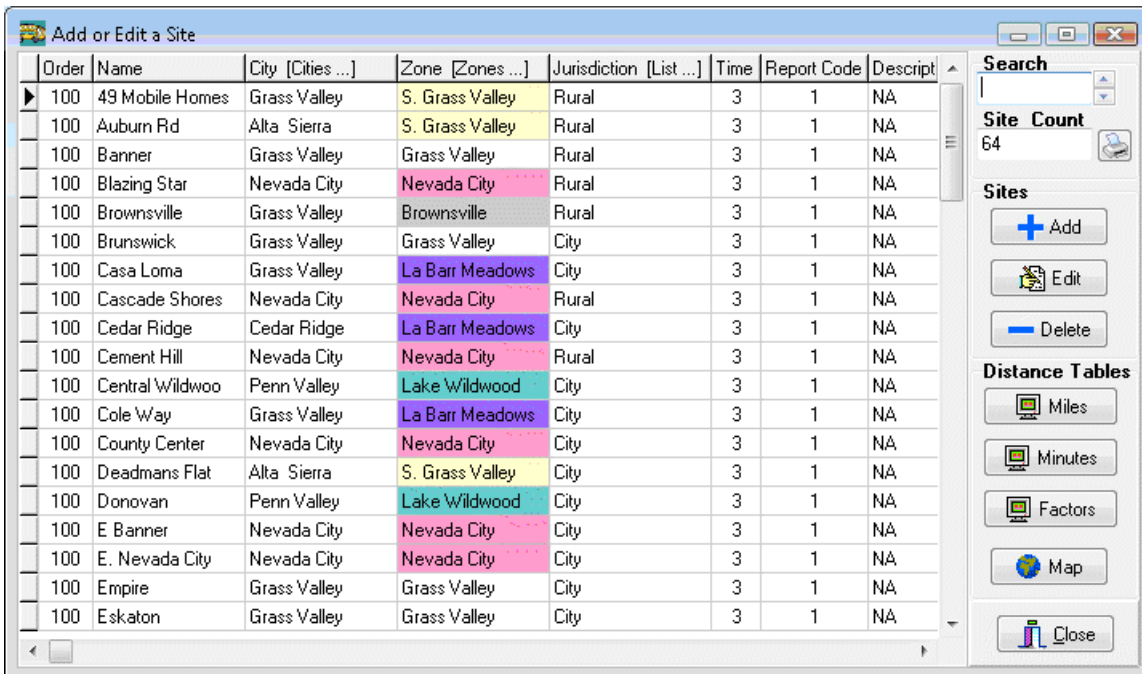 Add or Edit a Site
Order Name City [Cities ...] Zone [Zones ...] Jurisdiction [List ...] Time Report Code Descript
100 49 Mobile Homes Grass Valley S. Grass Valley Rural 3 1 NA
100 Auburn Rd Alta Sierra S. Grass Valley Rural 3 1 NA
100 Banner Grass Valley Grass Valley Rural 3 1 NA
100 Blazing Star Nevada City Nevada City Rural 3 1 NA
100 Brownsville Grass Valley Brownsville Rural 3 1 NA
100 Brunswick Grass Valley Grass Valley City 3 1 NA
100 Casa Loma Grass Valley La Barr Meadows City 3 1 NA
100 Cascade Shores Nevada City Nevada City Rural 3 1 NA
100 Cedar Ridge Cedar Ridge La Barr Meadows City 3 1 NA
100 Cement Hill Nevada City Nevada City Rural 3 1 NA
100 Central Wildwoo Penn Valley Lake Wildwood City 3 1 NA
100 Cole Way Grass Valley La Barr Meadows City 3 1 NA
100 County Center Nevada City Nevada City City 3 1 NA
100 Deadmans Flat Alta Sierra S. Grass Valley City 3 1 NA
100 Donovan Penn Valley Lake Wildwood City 3 1 NA
100 E Banner Nevada City Nevada City City 3 1 NA
100 E. Nevada City Nevada City Nevada City City 3 1 NA
100 Empire Grass Valley Grass Valley City 3 1 NA
100 Eskaton Grass Valley Grass Valley City 3 1 NA
Search
Site Count
64
Sites
Add
Edit
Delete
Distance Tables
Miles
Minutes
Factors
Map
Close